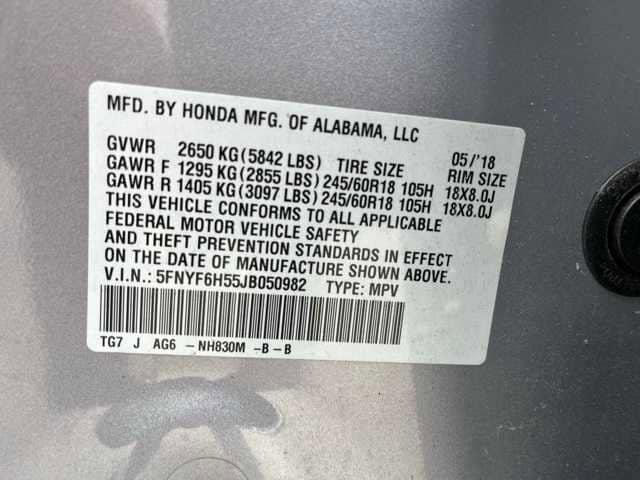 MFD. BY HONDA MFG. OF ALABAMA, LLC
GVWR 2650 KG(5842 LBS) TIRE SIZE 05/'18 RIM SIZE
GAWR F 1295 KG(2855 LBS)245/60R18 105H 18X8.0J
GAWR R 1405 KG(3097 LBS)245/60R18 105H 18X8.0J
THIS VEHICLE CONFORMS TO ALL APPLICABLE
FEDERAL MOTOR VEHICLE SAFETY
AND THEFT PREVENTION STANDARDS IN EFFECT
ON THE DATE OF MANUFACTURE SHOWN ABOVE.
V.I.N.: 5FNYF6H55JB050982 TYPE: MPV
TG7 J AG6 -NH830M -B-B